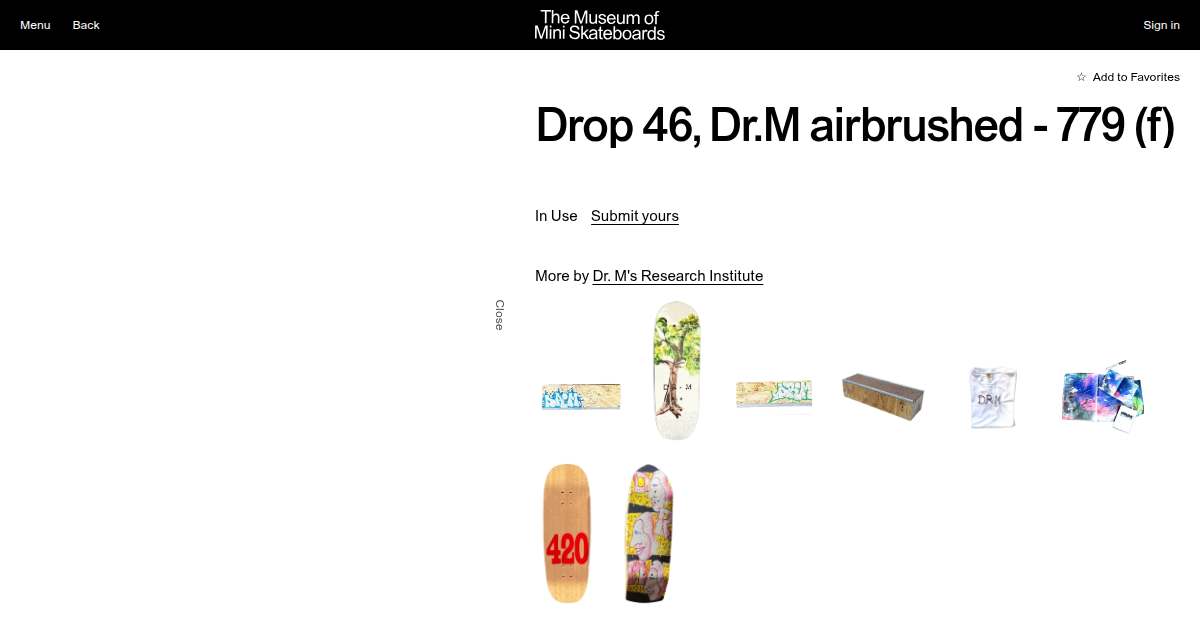 Menu
Back
The Museum of
Mini Skateboards
Sign in
☆ Add to Favorites
Drop 46, Dr.M airbrushed - 779 (f)
In Use Submit yours
More by Dr. M's Research Institute
Close
DR.M
420